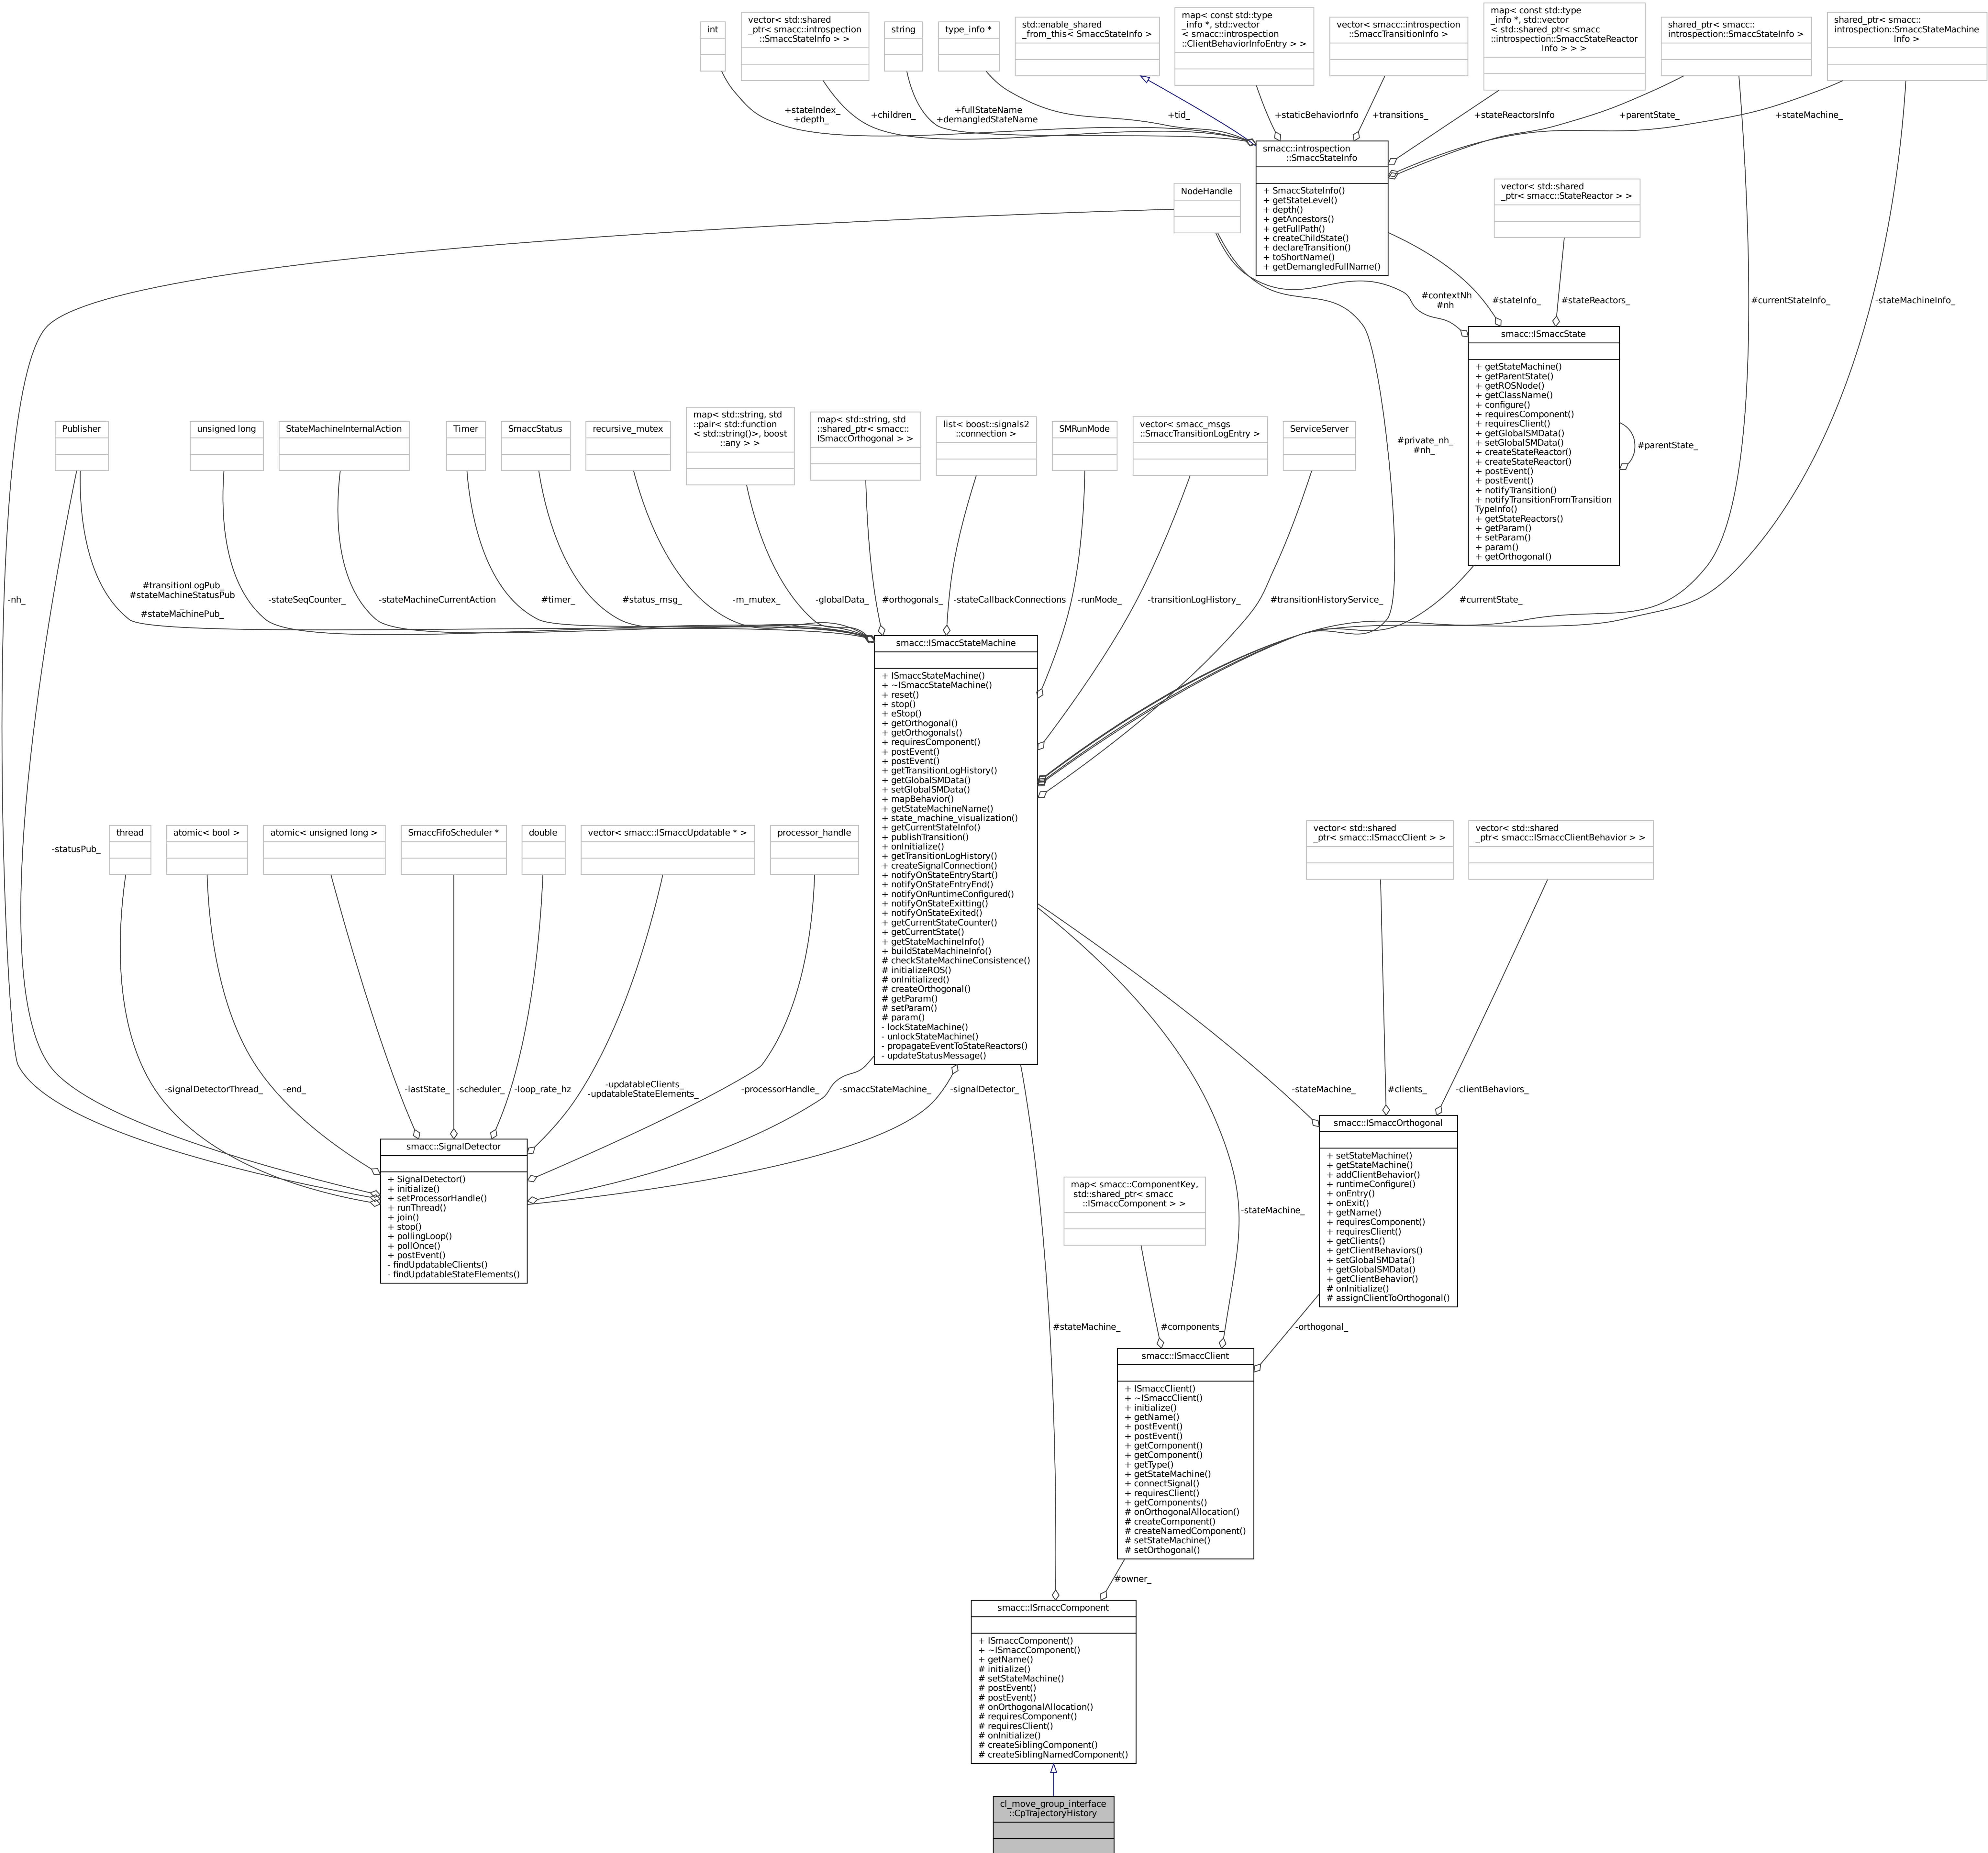 int
vector< std::shared
_ptr< smacc::introspection
::SmaccStateInfo > >
string
type_info *
std::enable_shared
_from_this< SmaccStateInfo >
map< const std::type
_info *, std::vector
< smacc::introspection
::ClientBehaviorInfoEntry > >
vector< smacc::introspection
::SmaccTransitionInfo >
map< const std::type
_info *, std::vector
< std::shared_ptr< smacc
::introspection::SmaccStateReactor
Info > > >
shared_ptr< smacc::
introspection::SmaccStateInfo >
shared_ptr< smacc::
introspection::SmaccStateMachine
Info >
+stateIndex_
+depth_
+children_
+fullStateName
+demangledStateName
+tid_
+staticBehaviorInfo
+transitions_
+stateReactorsInfo
+parentState_
+stateMachine_
smacc::introspection
::SmaccStateInfo
+ SmaccStateInfo()
+ getStateLevel()
+ depth()
+ getAncestors()
+ getFullPath()
+ createChildState()
+ declareTransition()
+ toShortName()
+ getDemangledFullName()
NodeHandle
vector< std::shared
_ptr< smacc::StateReactor > >
#contextNh
#nh
#stateInfo_
#stateReactors_
#currentStateInfo_
-stateMachineInfo_
smacc::ISmaccState
+ getStateMachine()
+ getParentState()
+ getROSNode()
+ getClassName()
+ configure()
+ requiresComponent()
+ requiresClient()
+ getGlobalSMData()
+ setGlobalSMData()
+ createStateReactor()
+ createStateReactor()
+ postEvent()
+ postEvent()
+ notifyTransition()
+ notifyTransitionFromTransition
TypeInfo()
+ getStateReactors()
+ getParam()
+ setParam()
+ param()
+ getOrthogonal()
#parentState_
Publisher
unsigned long
StateMachineInternalAction
Timer
SmaccStatus
recursive_mutex
map< std::string, std
::pair< std::function
< std::string()>, boost
::any > >
map< std::string, std
::shared_ptr< smacc::
ISmaccOrthogonal > >
list< boost::signals2
::connection >
SMRunMode
vector< smacc_msgs
::SmaccTransitionLogEntry >
ServiceServer
#private_nh_
#nh_
-nh_
#transitionLogPub_
#stateMachineStatusPub
_
#stateMachinePub_
-stateSeqCounter_
-stateMachineCurrentAction
#timer_
#status_msg_
-m_mutex_
-globalData_
#orthogonals_
-stateCallbackConnections
-runMode_
-transitionLogHistory_
#transitionHistoryService_
#currentState_
smacc::ISmaccStateMachine
+ ISmaccStateMachine()
+ ~ISmaccStateMachine()
+ reset()
+ stop()
+ eStop()
+ getOrthogonal()
+ getOrthogonals()
+ requiresComponent()
+ postEvent()
+ postEvent()
+ getTransitionLogHistory()
+ getGlobalSMData()
+ setGlobalSMData()
+ mapBehavior()
+ getStateMachineName()
+ state_machine_visualization()
+ getCurrentStateInfo()
+ publishTransition()
+ onInitialize()
+ getTransitionLogHistory()
+ createSignalConnection()
+ notifyOnStateEntryStart()
+ notifyOnStateEntryEnd()
+ notifyOnRuntimeConfigured()
+ notifyOnStateExitting()
+ notifyOnStateExited()
+ getCurrentStateCounter()
+ getCurrentState()
+ getStateMachineInfo()
+ buildStateMachineInfo()
# checkStateMachineConsistence()
# initializeROS()
# onInitialized()
# createOrthogonal()
# getParam()
# setParam()
# param()
- lockStateMachine()
- unlockStateMachine()
- propagateEventToStateReactors()
- updateStatusMessage()
-statusPub_
thread
atomic< bool >
atomic< unsigned long >
SmaccFifoScheduler *
double
vector< smacc::ISmaccUpdatable * >
processor_handle
vector< std::shared
_ptr< smacc::ISmaccClient > >
vector< std::shared
_ptr< smacc::ISmaccClientBehavior > >
-signalDetectorThread_
-end_
-lastState_
-scheduler_
-loop_rate_hz
-updatableClients_
-updatableStateElements_
-processorHandle_
-smaccStateMachine_
-signalDetector_
-stateMachine_
#clients_
-clientBehaviors_
smacc::SignalDetector
+ SignalDetector()
+ initialize()
+ setProcessorHandle()
+ runThread()
+ join()
+ stop()
+ pollingLoop()
+ pollOnce()
+ postEvent()
- findUpdatableClients()
- findUpdatableStateElements()
smacc::ISmaccOrthogonal
+ setStateMachine()
+ getStateMachine()
+ addClientBehavior()
+ runtimeConfigure()
+ onEntry()
+ onExit()
+ getName()
+ requiresComponent()
+ requiresClient()
+ getClients()
+ getClientBehaviors()
+ setGlobalSMData()
+ getGlobalSMData()
+ getClientBehavior()
# onInitialize()
# assignClientToOrthogonal()
map< smacc::ComponentKey,
std::shared_ptr< smacc
::ISmaccComponent > >
-stateMachine_
#stateMachine_
#components_
-orthogonal_
smacc::ISmaccClient
+ ISmaccClient()
+ ~ISmaccClient()
+ initialize()
+ getName()
+ postEvent()
+ postEvent()
+ getComponent()
+ getComponent()
+ getType()
+ getStateMachine()
+ connectSignal()
+ requiresClient()
+ getComponents()
# onOrthogonalAllocation()
# createComponent()
# createNamedComponent()
# setStateMachine()
# setOrthogonal()
#owner_
smacc::ISmaccComponent
+ ISmaccComponent()
+ ~ISmaccComponent()
+ getName()
# initialize()
# setStateMachine()
# postEvent()
# postEvent()
# onOrthogonalAllocation()
# requiresComponent()
# requiresClient()
# onInitialize()
# createSiblingComponent()
# createSiblingNamedComponent()
cl_move_group_interface
::CpTrajectoryHistory